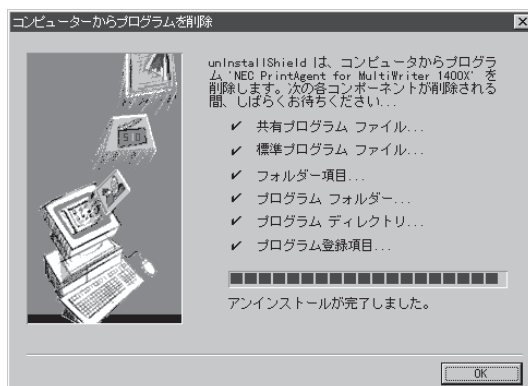 コンピューターからプログラムを削除
unInstallShield は、コンピュータからプログラ
ム 'NEC PrintAgent for MultiWriter 1400X' を
削除します。次の各コンポーネントが削除される
間、しばらくお待ちください...
✔ 共有プログラム ファイル...
✔ 標準プログラム ファイル...
✔ フォルダー項目...
✔ プログラム フォルダー...
✔ プログラム ディレクトリ...
✔ プログラム登録項目...
アンインストールが完了しました。
OK